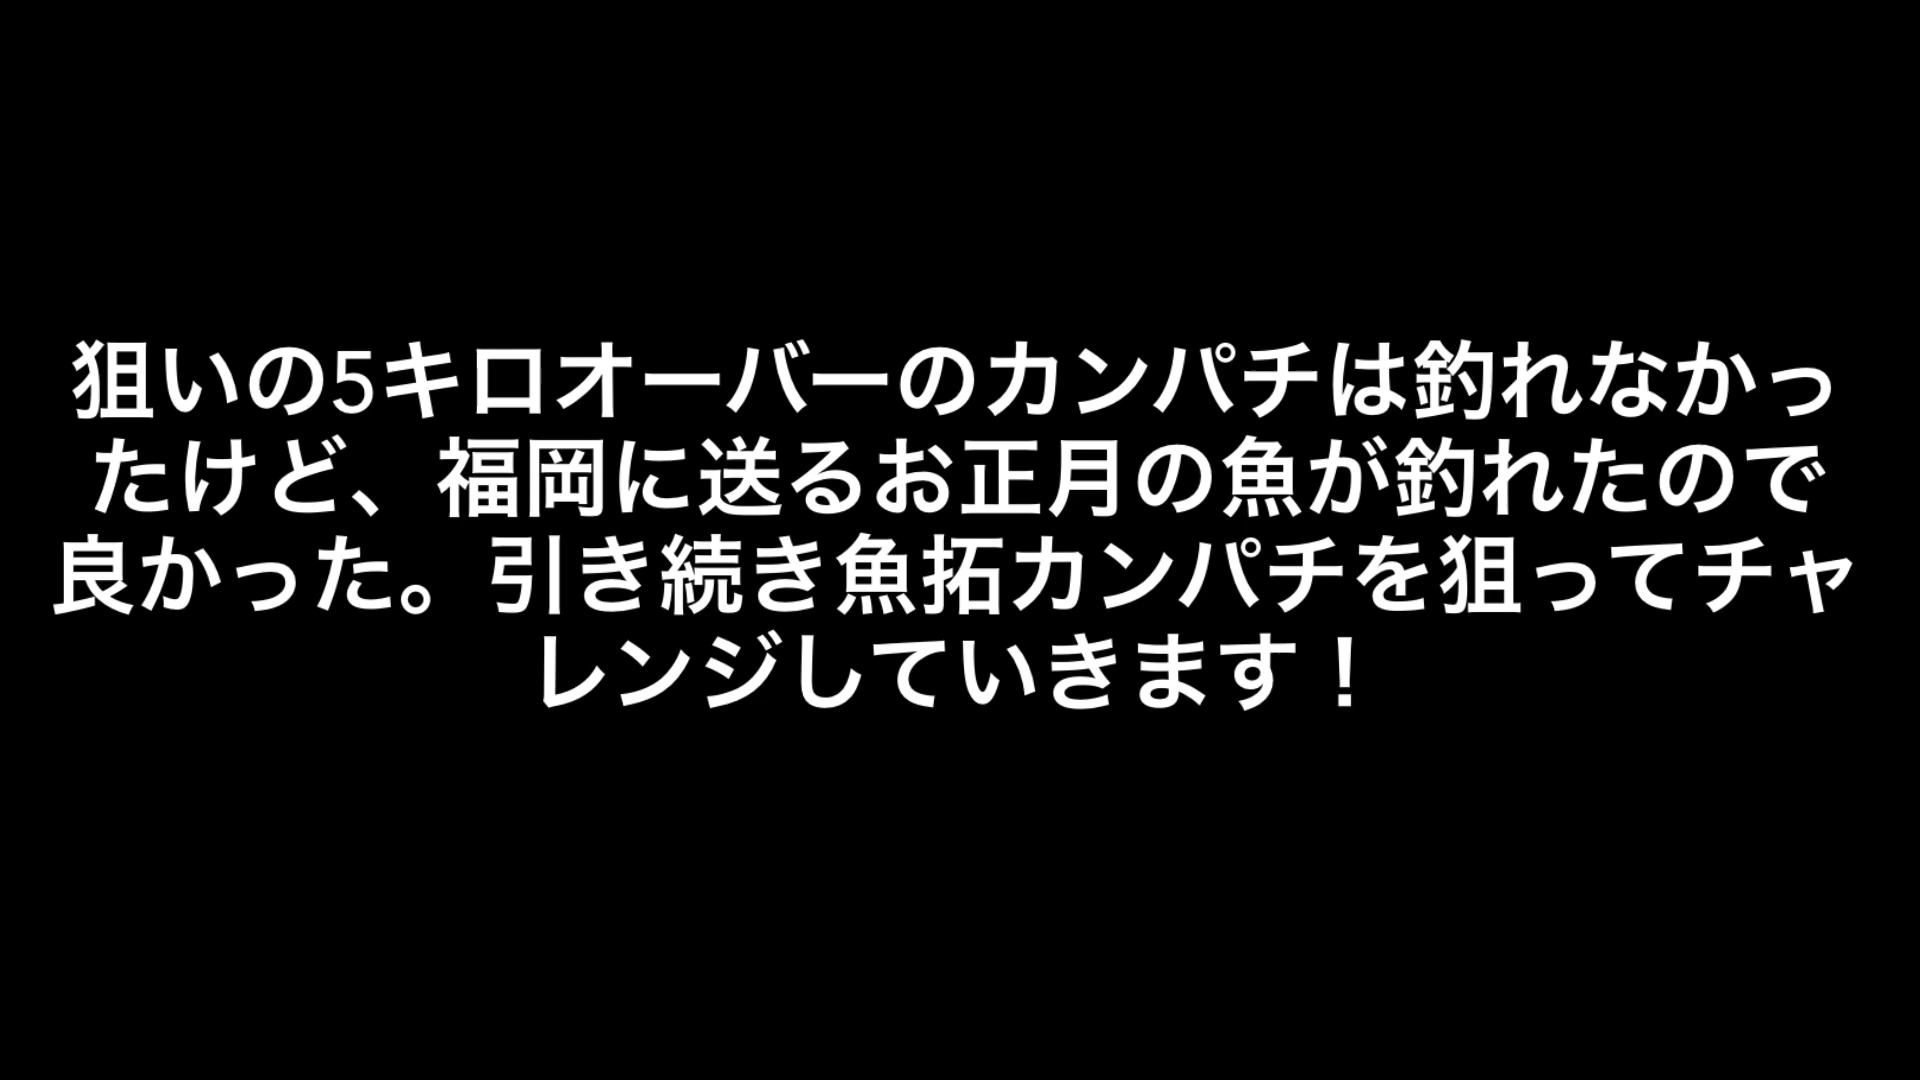 狙いの5キロオーバーのカンパチは釣れなかっ
たけど、福岡に送るお正月の魚が釣れたので
良かった。引き続き魚拓カンパチを狙ってチャ
レンジしていきます！